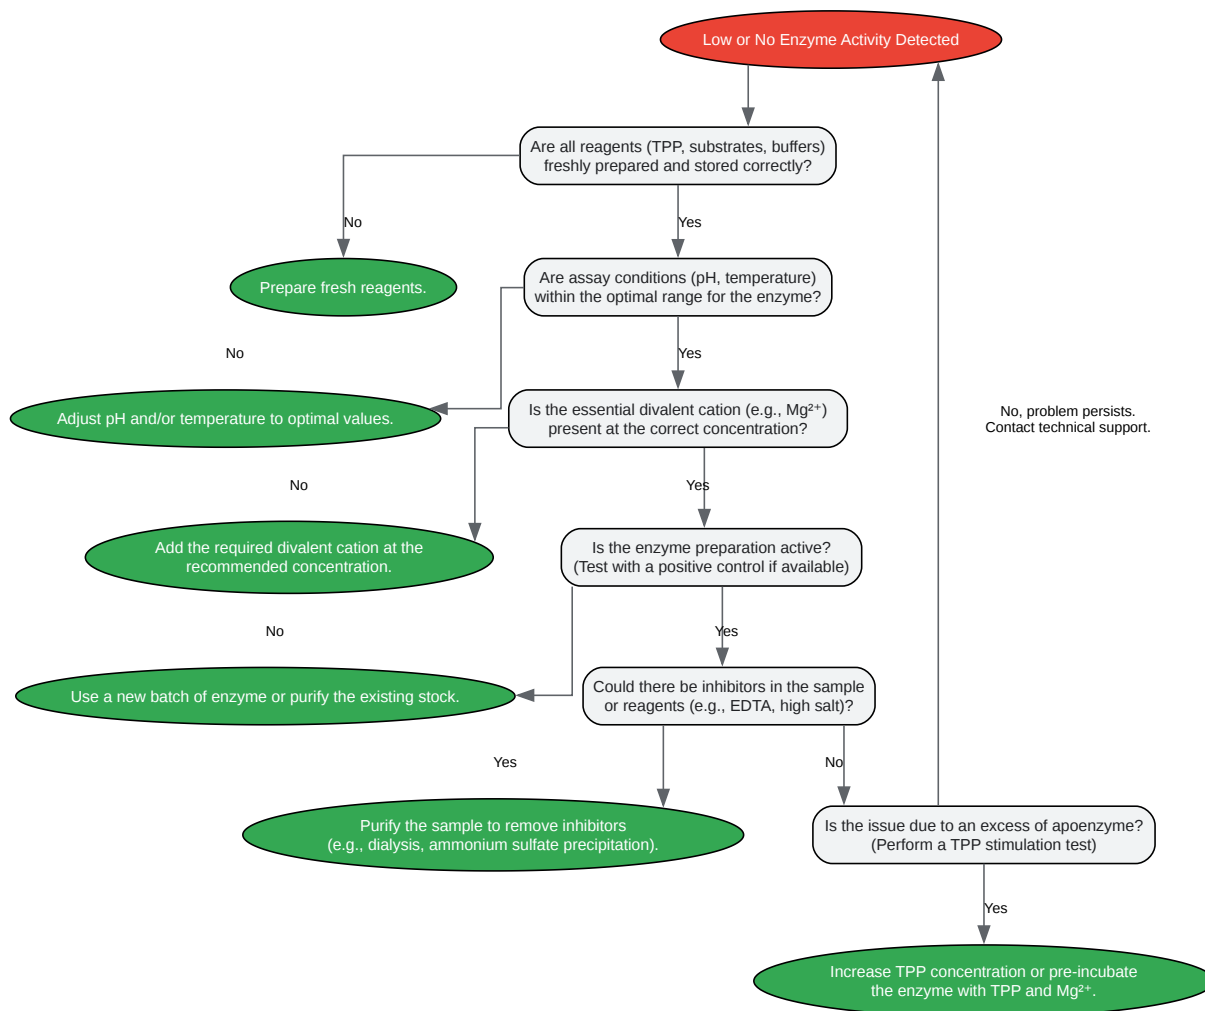 Low or No Enzyme Activity Detected
Are all reagents (TPP, substrates, buffers)
freshly prepared and stored correctly?
No
Yes
Prepare fresh reagents.
Are assay conditions (pH, temperature)
within the optimal range for the enzyme?
No
Yes
Adjust pH and/or temperature to optimal values.
Is the essential divalent cation (e.g., Mg²⁺)
present at the correct concentration?
No, problem persists.
Contact technical support.
No
Yes
Add the required divalent cation at the
recommended concentration.
Is the enzyme preparation active?
(Test with a positive control if available)
No
Yes
Use a new batch of enzyme or purify the existing stock.
Could there be inhibitors in the sample
or reagents (e.g., EDTA, high salt)?
Yes
No
Purify the sample to remove inhibitors
(e.g., dialysis, ammonium sulfate precipitation).
Is the issue due to an excess of apoenzyme?
(Perform a TPP stimulation test)
Yes
Increase TPP concentration or pre-incubate
the enzyme with TPP and Mg²⁺.